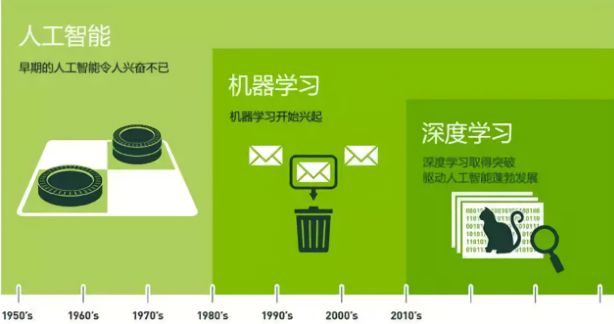 人工智能
早期的人工智能令人兴奋不已
机器学习
机器学习开始兴起
深度学习
深度学习取得突破
驱动人工智能蓬勃发展
1950's
1960's
1970's
1980's
1990's
2000's
2010's